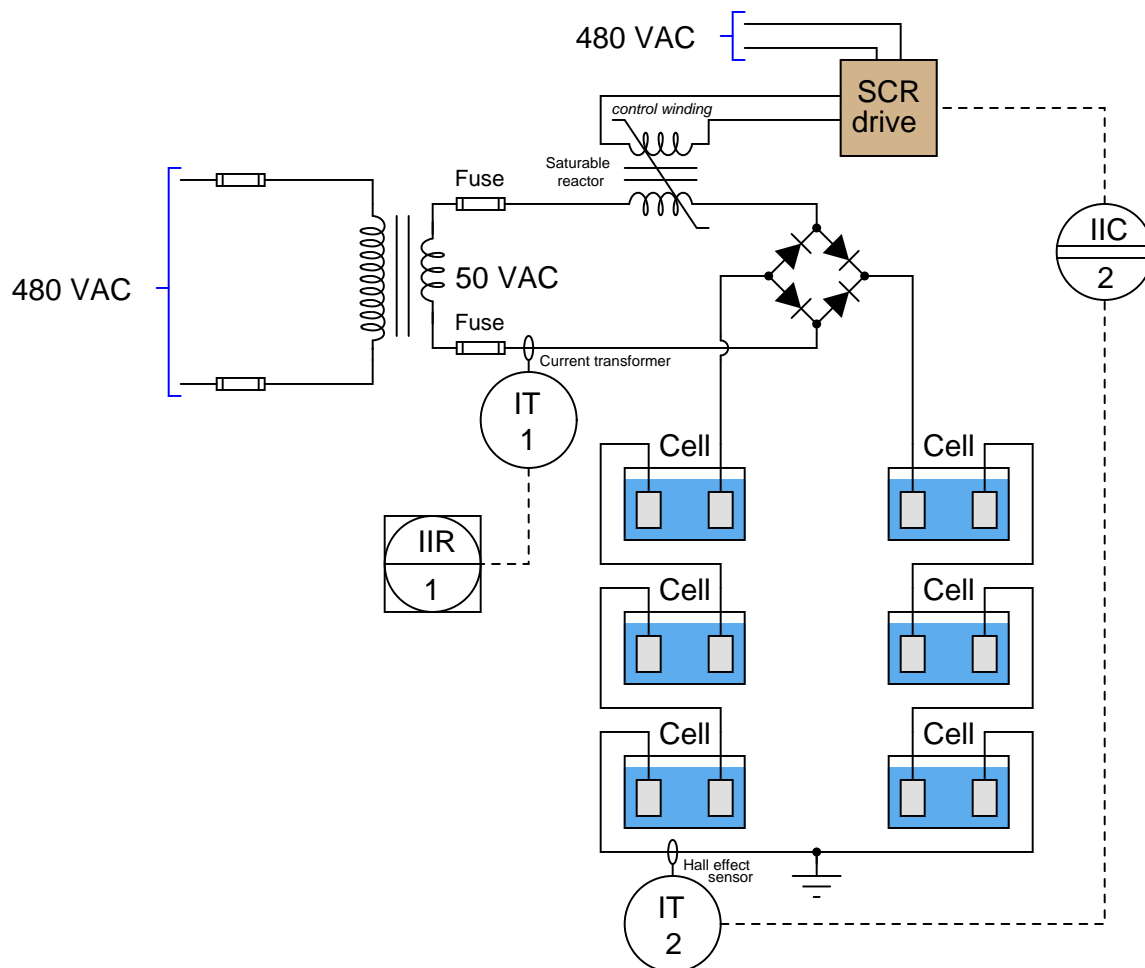 480 VAC
SCR
drive
control winding
Saturable
reactor
Fuse
IIC
2
480 VAC
50 VAC
Fuse
Current transformer
IT
1
Cell
Cell
IIR
1
Cell
Cell
Cell
Cell
Hall effect
sensor
IT
2